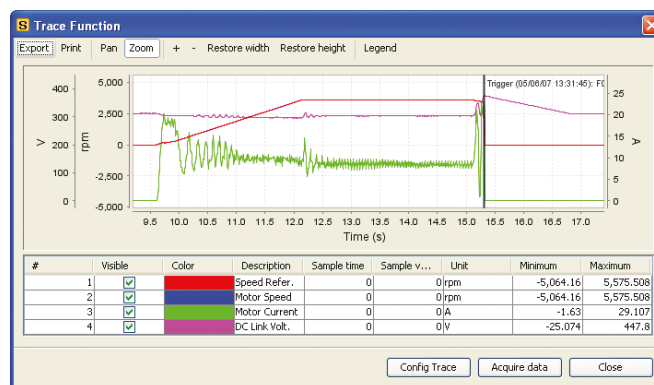 S Trace Function
Export Print Pan Zoom + - Restore width Restore height Legend
Trigger (05/06/07 13:31:45): F
400 5,000 25
300 2,500 20
V 200 rpm 0 15 A
100 -2,500 10
0 -5,000 5
0
9.5 10.0 10.5 11.0 11.5 12.0 12.5 13.0 13.5 14.0 14.5 15.0 15.5 16.0 16.5 17.0
Time (s)
# Visible Color Description Sample time Sample v... Unit Minimum Maximum
1 Speed Refer. 0 0 rpm -5,064.16 5,575.508
2 Motor Speed 0 0 rpm -5,064.16 5,575.508
3 Motor Current 0 0 A -1.63 29.107
4 DC Link Volt. 0 0 V -25.074 447.8
Config Trace Acquire data Close